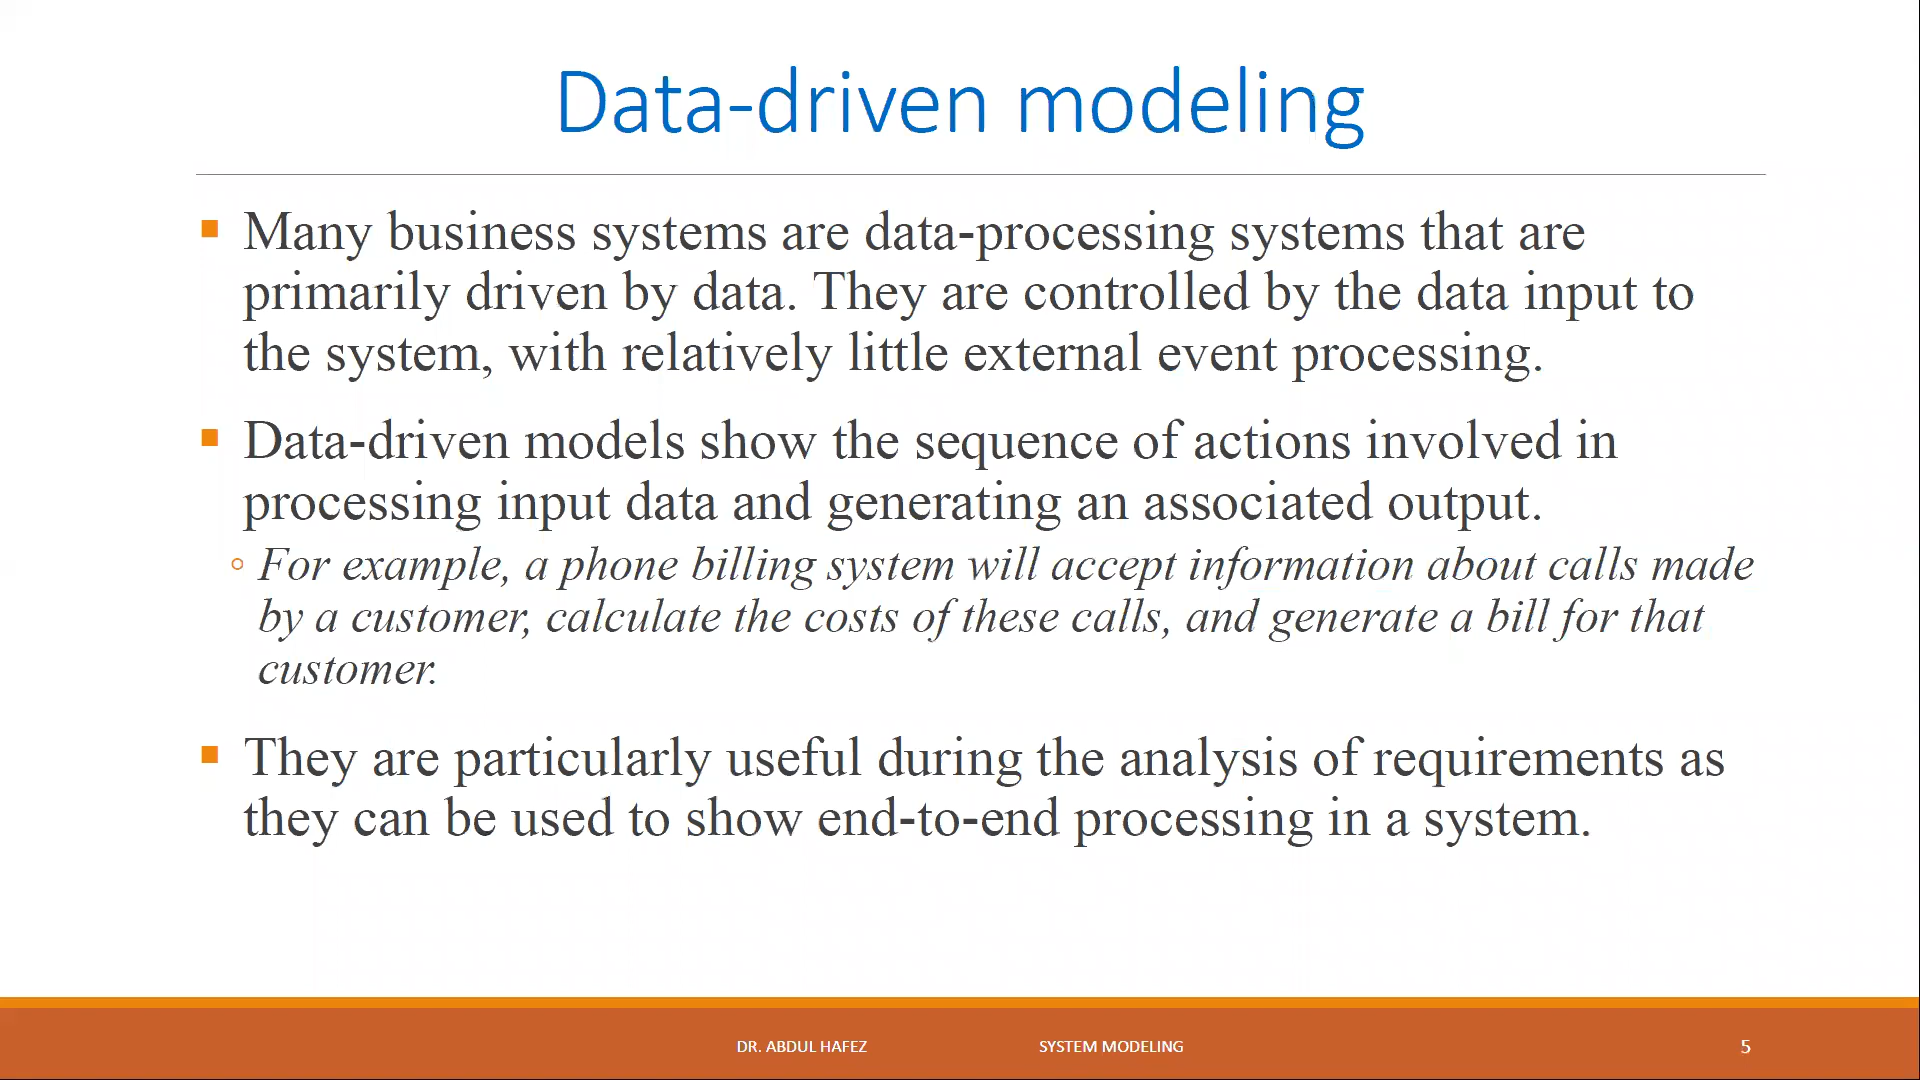 Data-driven modeling
▪ Many business systems are data-processing systems that are
primarily driven by data. They are controlled by the data input to
the system, with relatively little external event processing.
▪ Data-driven models show the sequence of actions involved in
processing input data and generating an associated output.
◦ For example, a phone billing system will accept information about calls made
by a customer, calculate the costs of these calls, and generate a bill for that
customer.
▪ They are particularly useful during the analysis of requirements as
they can be used to show end-to-end processing in a system.
DR. ABDUL HAFEZ SYSTEM MODELING 5